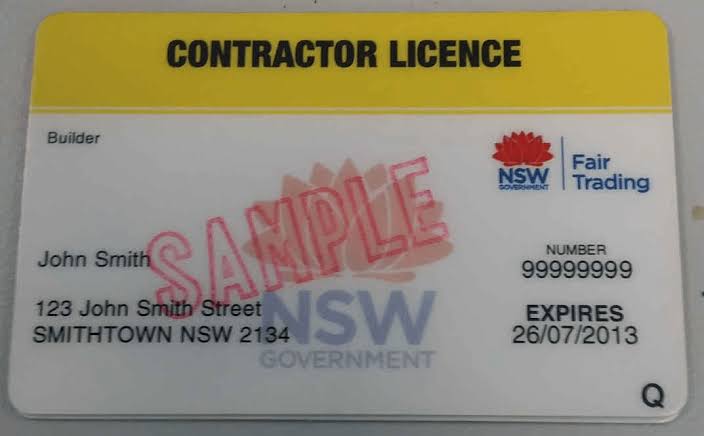 CONTRACTOR LICENCE
Builder
NSW
GOVERNMENT
Fair
Trading
SAMPLE
John Smith
NUMBER
99999999
123 John Smith Street
SMITHTOWN NSW 2134
EXPIRES
26/07/2013
NSW
GOVERNMENT
Q